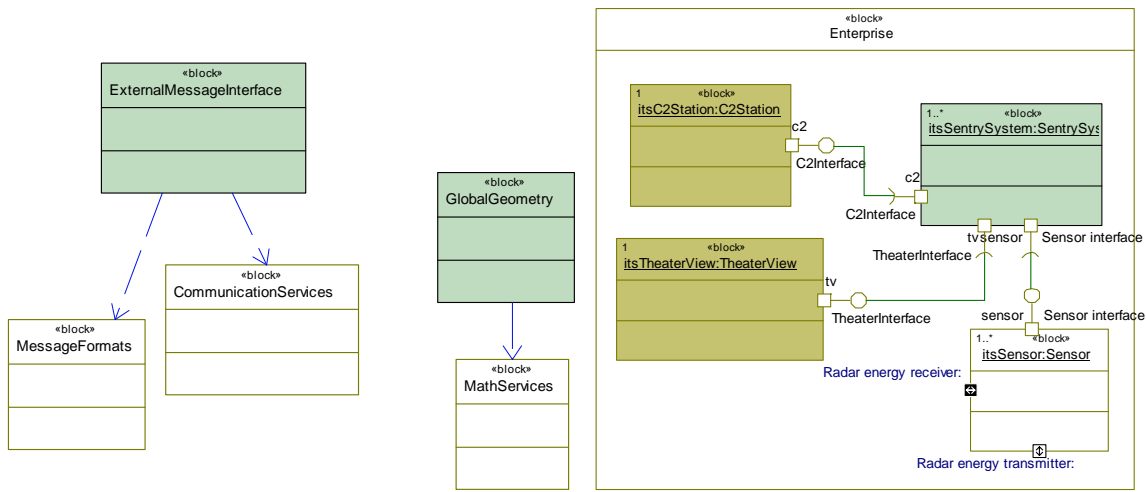 «block»
ExternalMessageInterface
«block»
MessageFormats
«block»
CommunicationServices
«block»
GlobalGeometry
«block»
MathServices
«block»
Enterprise
1 «block»
itsC2Station:C2Station
c2
C2Interface
1..* «block»
itsSentrySystem:SentrySys
c2
C2Interface
tv
sensor
Sensor interface
TheaterInterface
1 «block»
itsTheaterView:TheaterView
tv
TheaterInterface
sensor
Sensor interface
1..* «block»
itsSensor:Sensor
Radar energy receiver:
Radar energy transmitter: